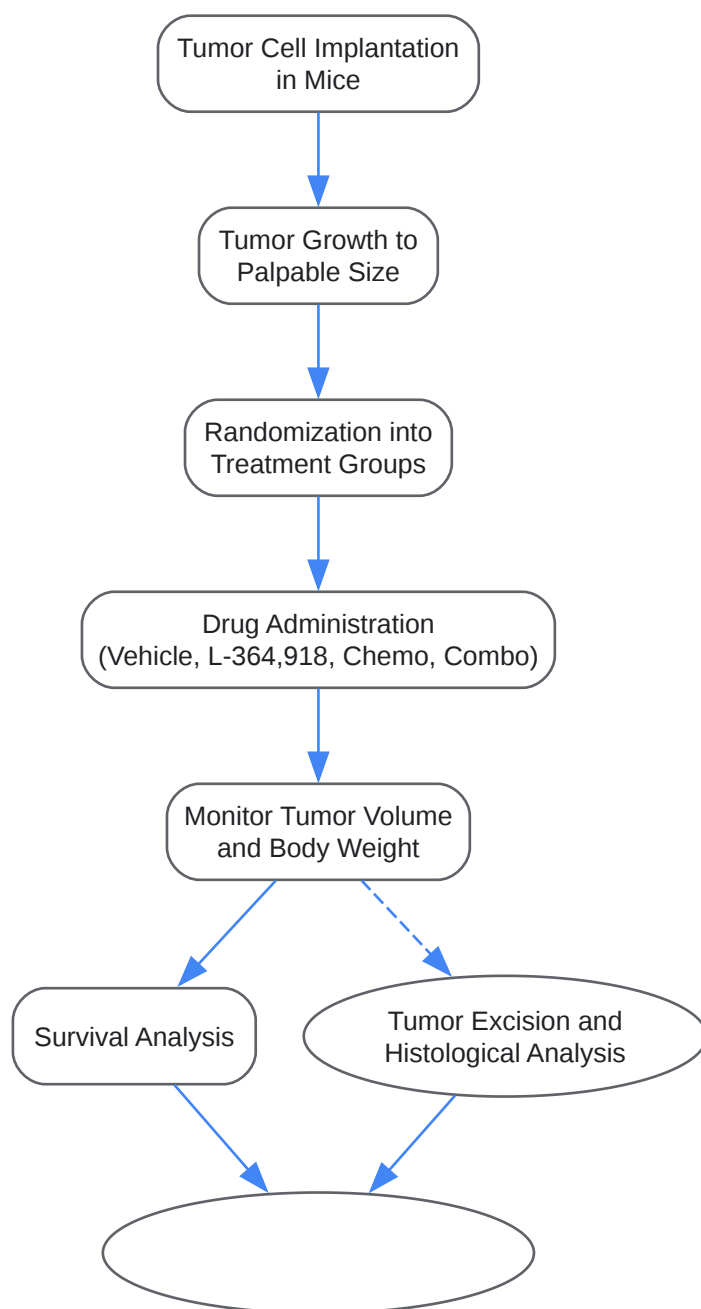 Tumor Cell Implantation
in Mice
Tumor Growth to
Palpable Size
Randomization into
Treatment Groups
Drug Administration
(Vehicle, L-364,918, Chemo, Combo)
Monitor Tumor Volume
and Body Weight
Survival Analysis
Tumor Excision and
Histological Analysis